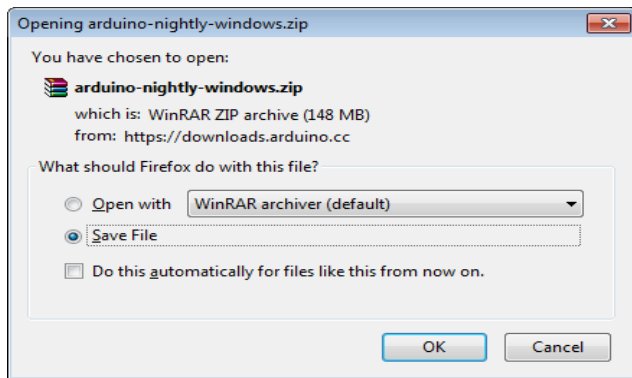 Opening arduino-nightly-windows.zip
You have chosen to open:
arduino-nightly-windows.zip
which is: WinRAR ZIP archive (148 MB)
from: https://downloads.arduino.cc
What should Firefox do with this file?
Open with WinRAR archiver (default)
Save File
Do this automatically for files like this from now on.
OK Cancel